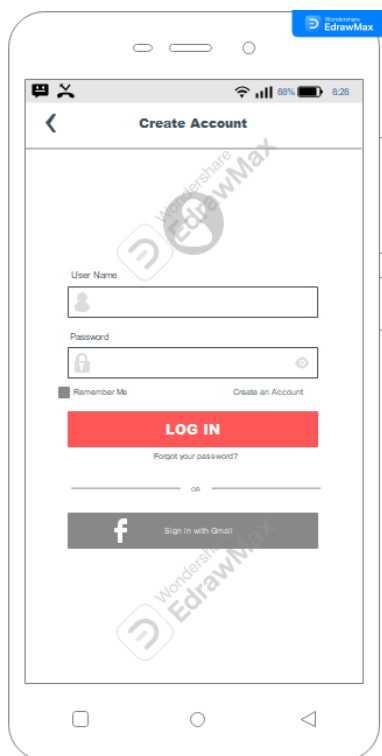 Wondershare
EdrawMax
88% 8:28
Create Account
Wondershare
EdrawMax
User Name
Password
Remember Me Create an Account
LOG IN
Forgot your password?
OR
f Sign in with Gmail
Wondershare
EdrawMax